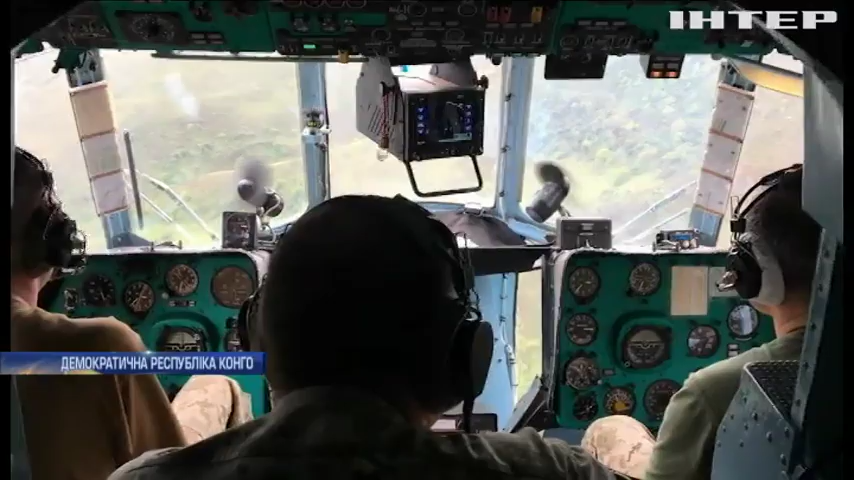 ІНТЕР
ДЕМОКРАТИЧНА РЕСПУБЛІКА КОНГО